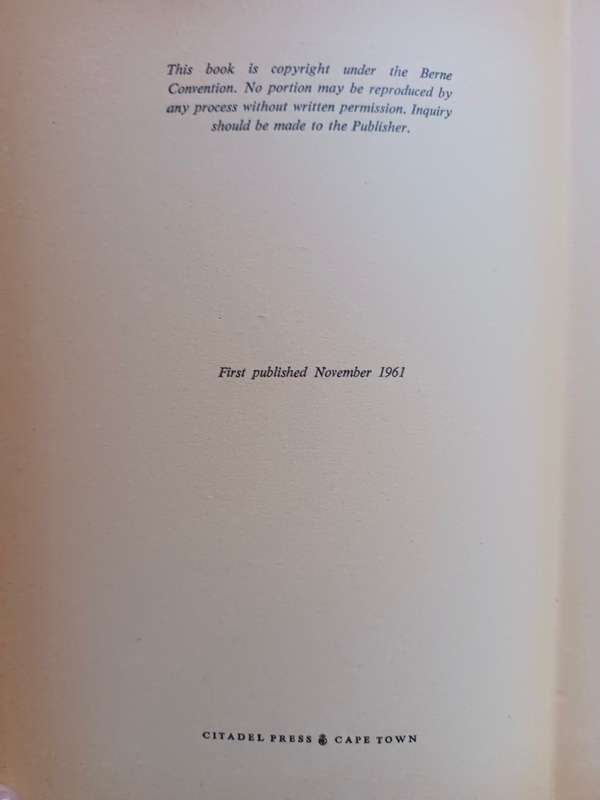 This book is copyright under the Berne
Convention. No portion may be reproduced by
any process without written permission. Inquiry
should be made to the Publisher.
First published November 1961
CITADEL PRESS CAPE TOWN